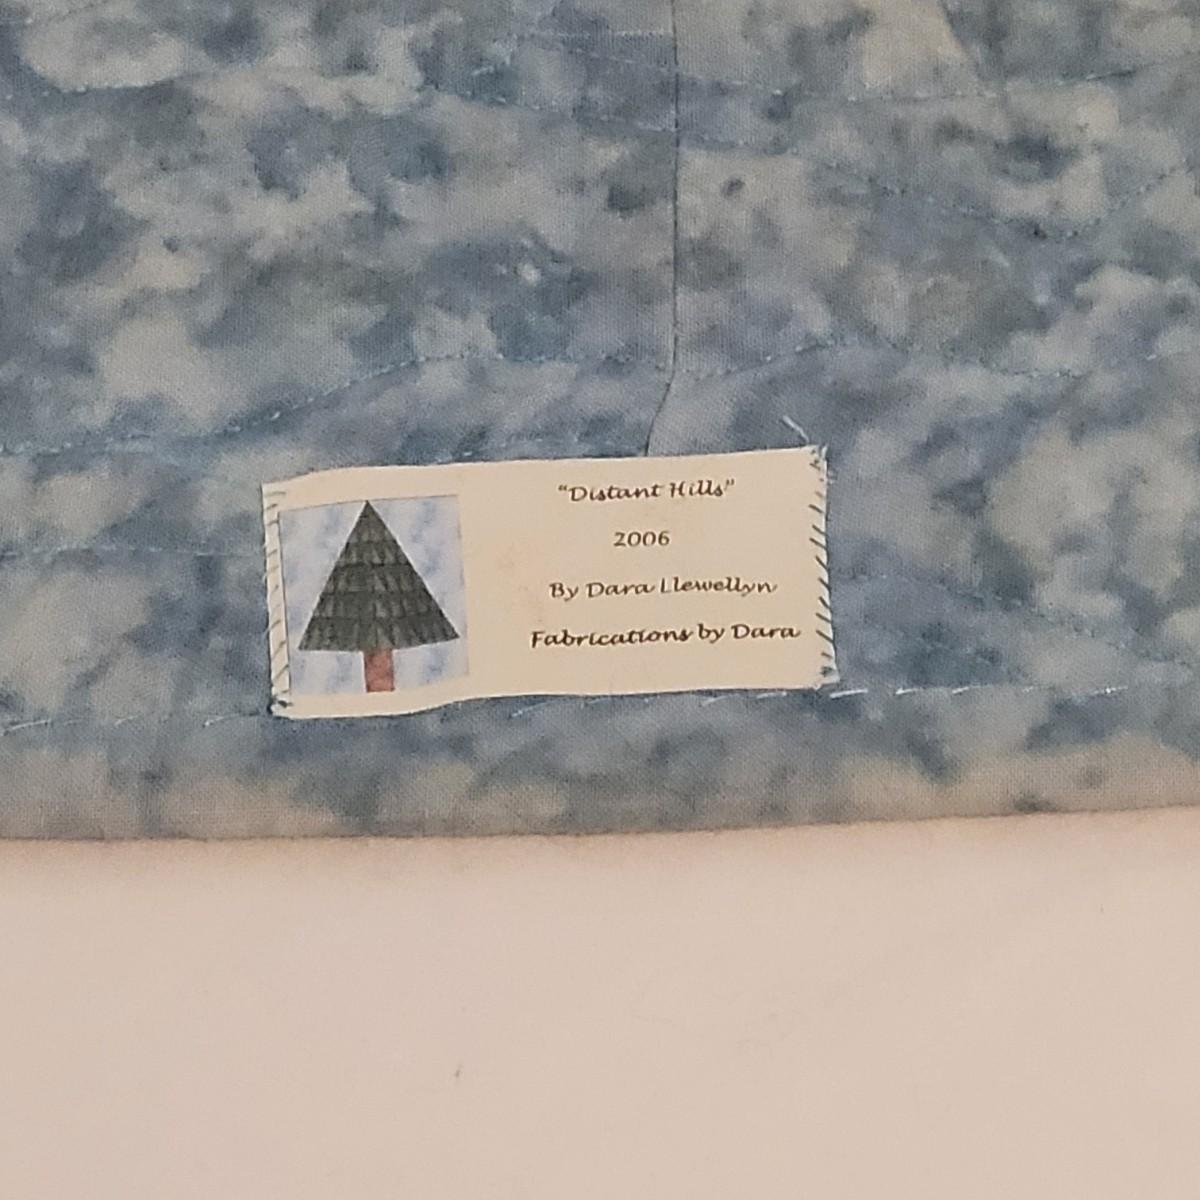 “Distant Hills”
2006
By Dara Llewellyn
Fabrications by Dara